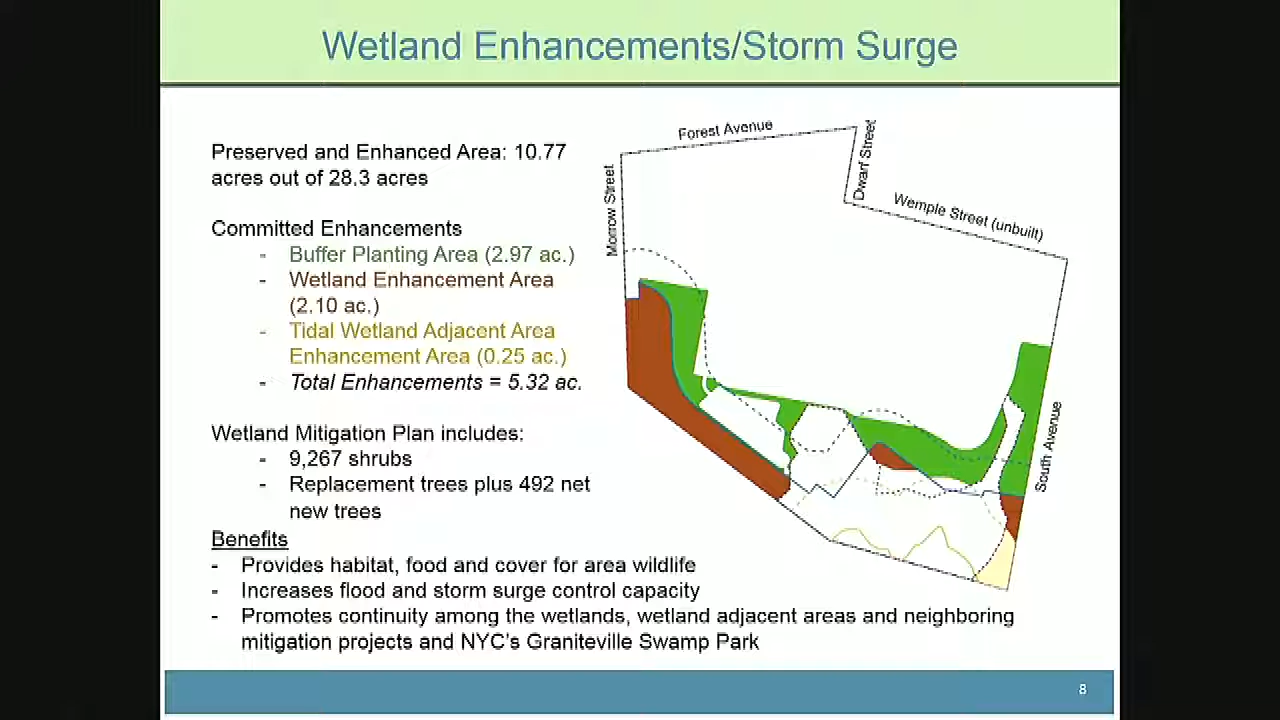 Wetland Enhancements/Storm Surge
Preserved and Enhanced Area: 10.77
acres out of 28.3 acres
Committed Enhancements
- Buffer Planting Area (2.97 ac.)
- Wetland Enhancement Area
(2.10 ac.)
- Tidal Wetland Adjacent Area
Enhancement Area (0.25 ac.)
- Total Enhancements = 5.32 ac.
Wetland Mitigation Plan includes:
- 9,267 shrubs
- Replacement trees plus 492 net
new trees
Benefits
- Provides habitat, food and cover for area wildlife
- Increases flood and storm surge control capacity
- Promotes continuity among the wetlands, wetland adjacent areas and neighboring
mitigation projects and NYC's Graniteville Swamp Park
Forest Avenue
Morrow Street
Dwarf Street
Wemple Street (unbuilt)
South Avenue
8